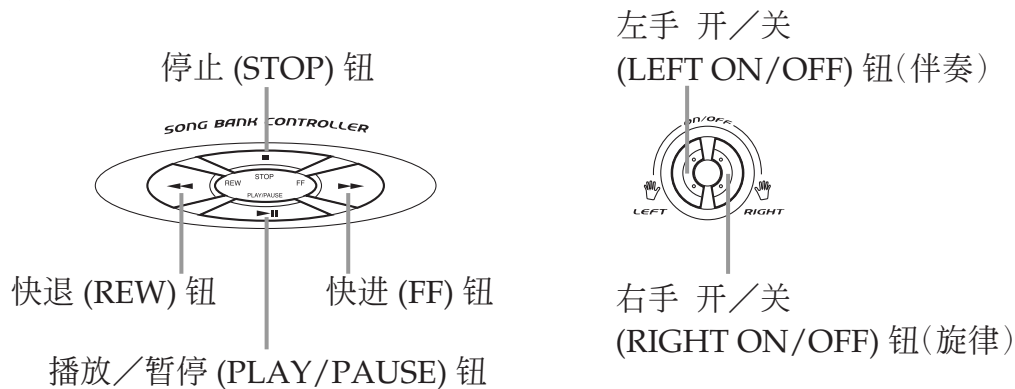 左手 开／关
(LEFT ON/OFF) 钮（伴奏）
停止 (STOP) 钮
SONG BANK CONTROLLER
STOP
REW
FF
PLAY/PAUSE
ON/OFF
LEFT
RIGHT
快退 (REW) 钮
快进 (FF) 钮
播放／暂停 (PLAY/PAUSE) 钮
右手 开／关
(RIGHT ON/OFF) 钮（旋律）